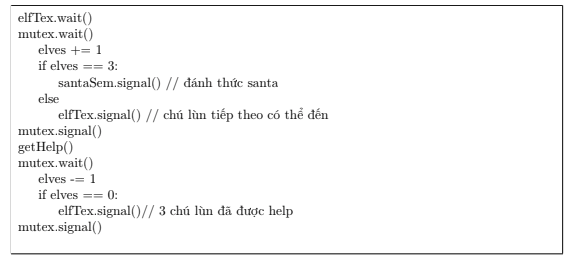 elfTex.wait()
mutex.wait()
elves += 1
if elves == 3:
santaSem.signal() // đánh thức santa
else
elfTex.signal() // chú lùn tiếp theo có thể đến
mutex.signal()
getHelp()
mutex.wait()
elves -= 1
if elves == 0:
elfTex.signal()// 3 chú lùn đã được help
mutex.signal()